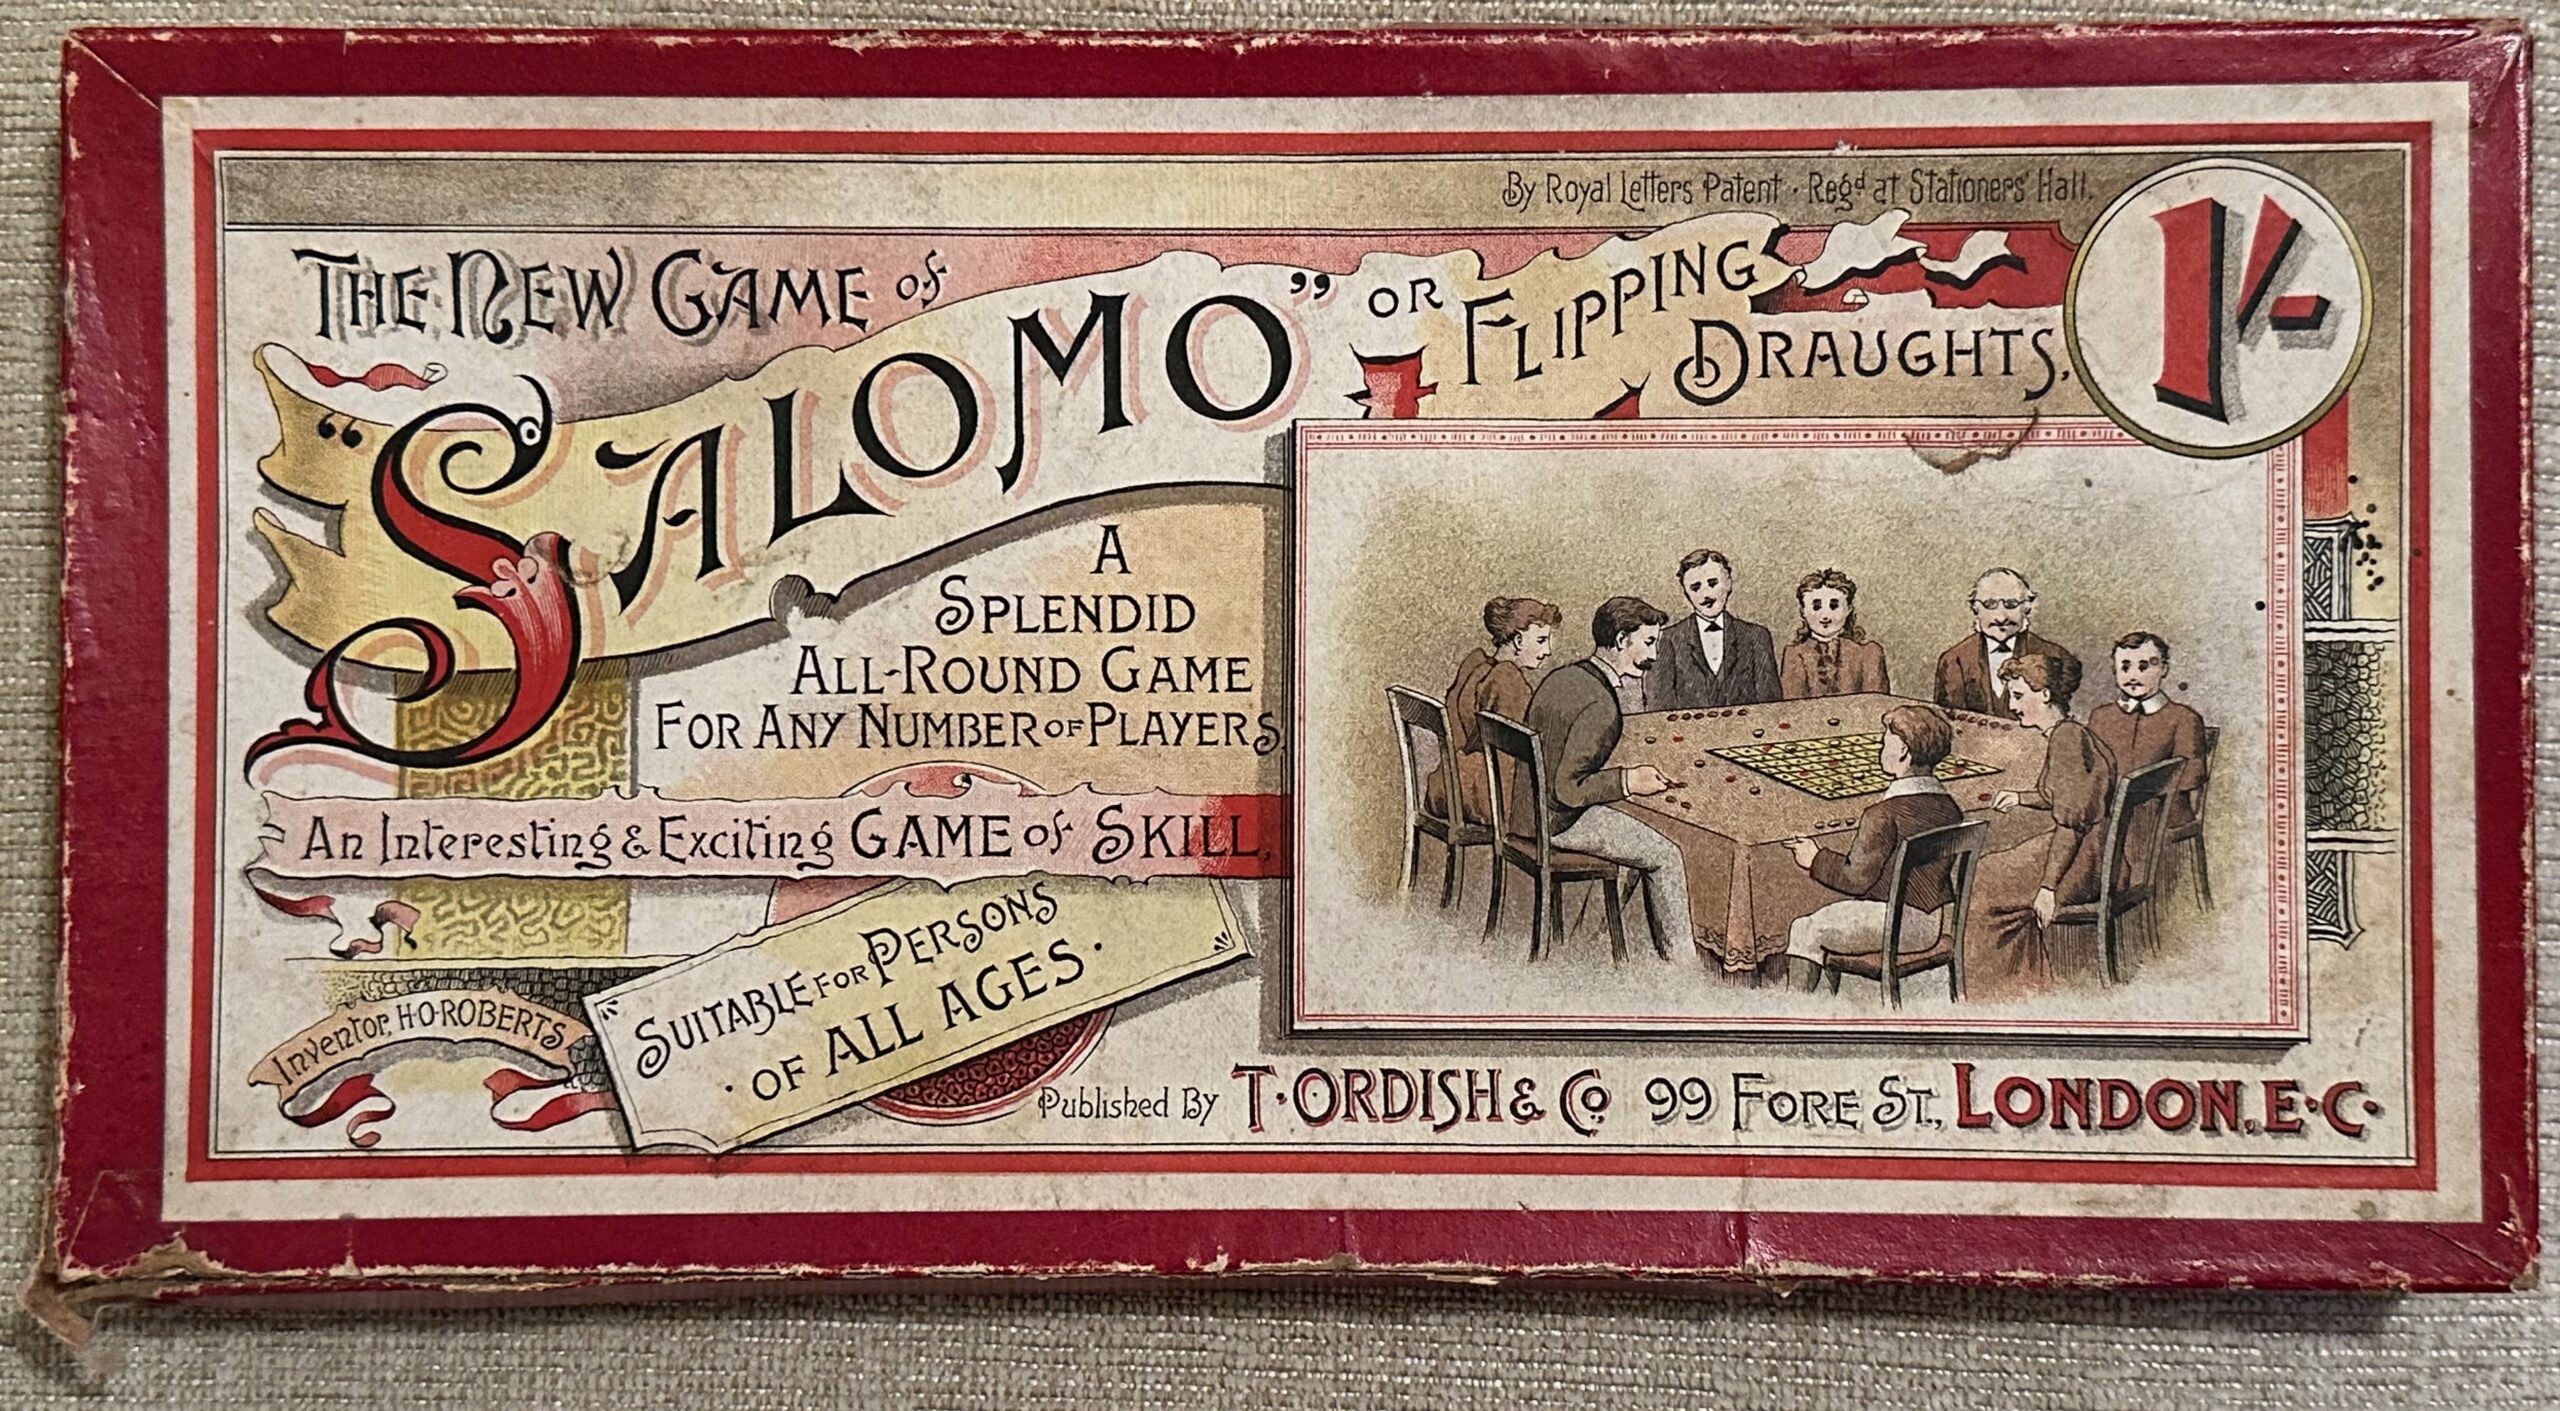 By Royal Letters Patent · Regd at Stationers' Hall.
1/-
THE NEW GAME of
"SALOMO" OR FLIPPING
DRAUGHTS,
A
SPLENDID
ALL-ROUND GAME
FOR ANY NUMBER OF PLAYERS.
An Interesting & Exciting GAME OF SKILL,
SUITABLE FOR PERSONS
· OF ALL AGES ·
Inventor, H·O·ROBERTS
Published By T·ORDISH & Co 99 FORE ST., LONDON, E·C·